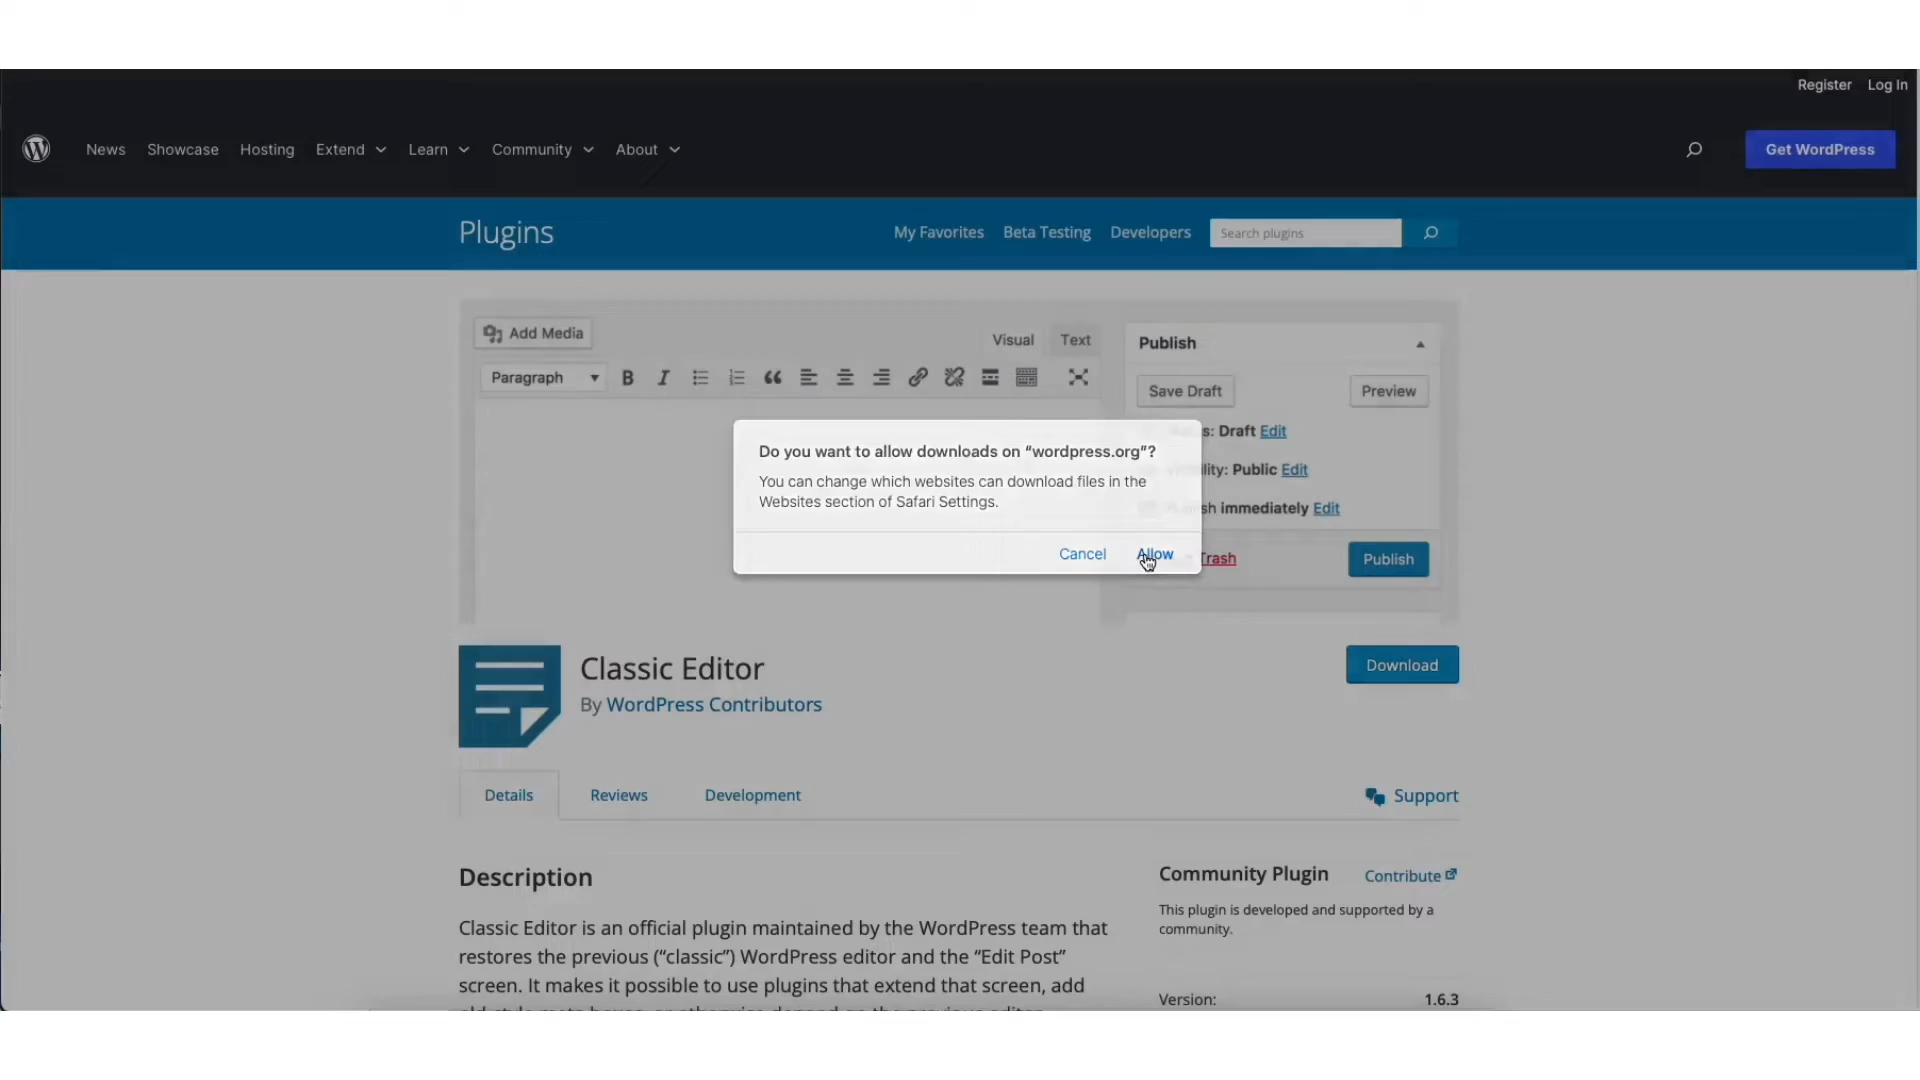 Register Log In
News Showcase Hosting Extend Learn Community About Get WordPress
Plugins My Favorites Beta Testing Developers Search plugins
Add Media Visual Text
Paragraph
Publish
Save Draft Preview
s: Draft Edit
ity: Public Edit
sh immediately Edit
Trash Publish
Do you want to allow downloads on “wordpress.org”?
You can change which websites can download files in the
Websites section of Safari Settings.
Cancel Allow
Classic Editor
By WordPress Contributors
Download
Details Reviews Development Support
Description
Classic Editor is an official plugin maintained by the WordPress team that
restores the previous (“classic”) WordPress editor and the “Edit Post”
screen. It makes it possible to use plugins that extend that screen, add
Community Plugin Contribute
This plugin is developed and supported by a
community.
Version: 1.6.3